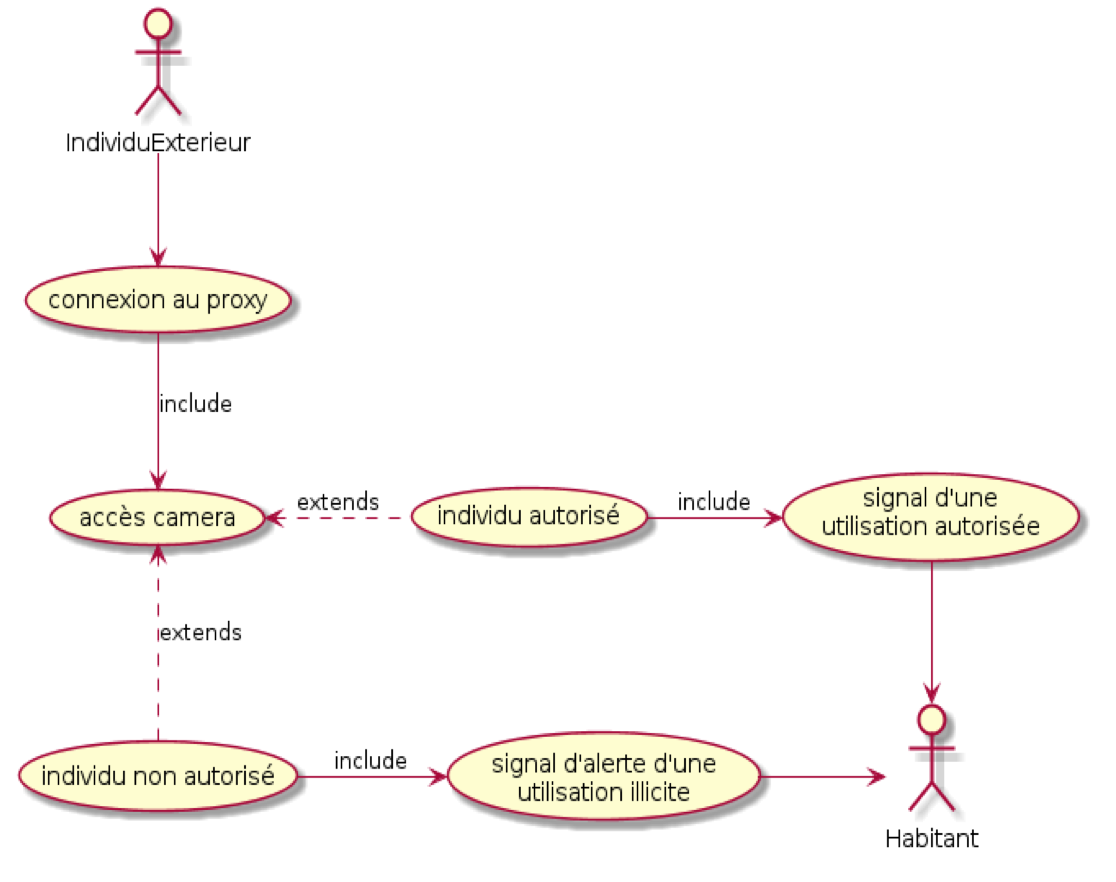 IndividuExterieur
connexion au proxy
include
accès camera
extends
individu autorisé
include
signal d'une
utilisation autorisée
extends
individu non autorisé
include
signal d'alerte d'une
utilisation illicite
Habitant